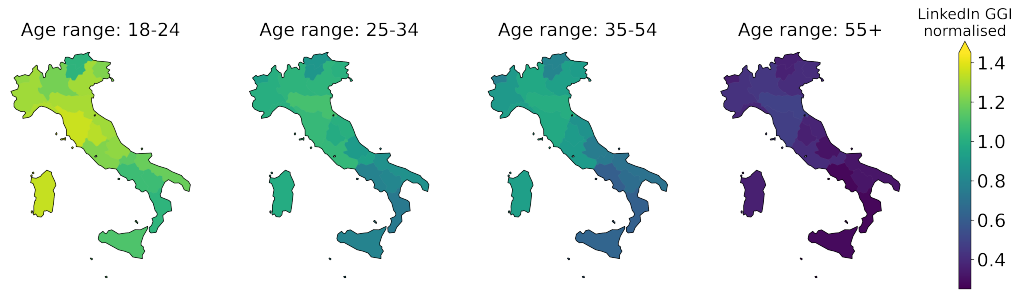 Age range: 18-24
Age range: 25-34
Age range: 35-54
Age range: 55+
LinkedIn GGI
normalised
1.4
1.2
1.0
0.8
0.6
0.4